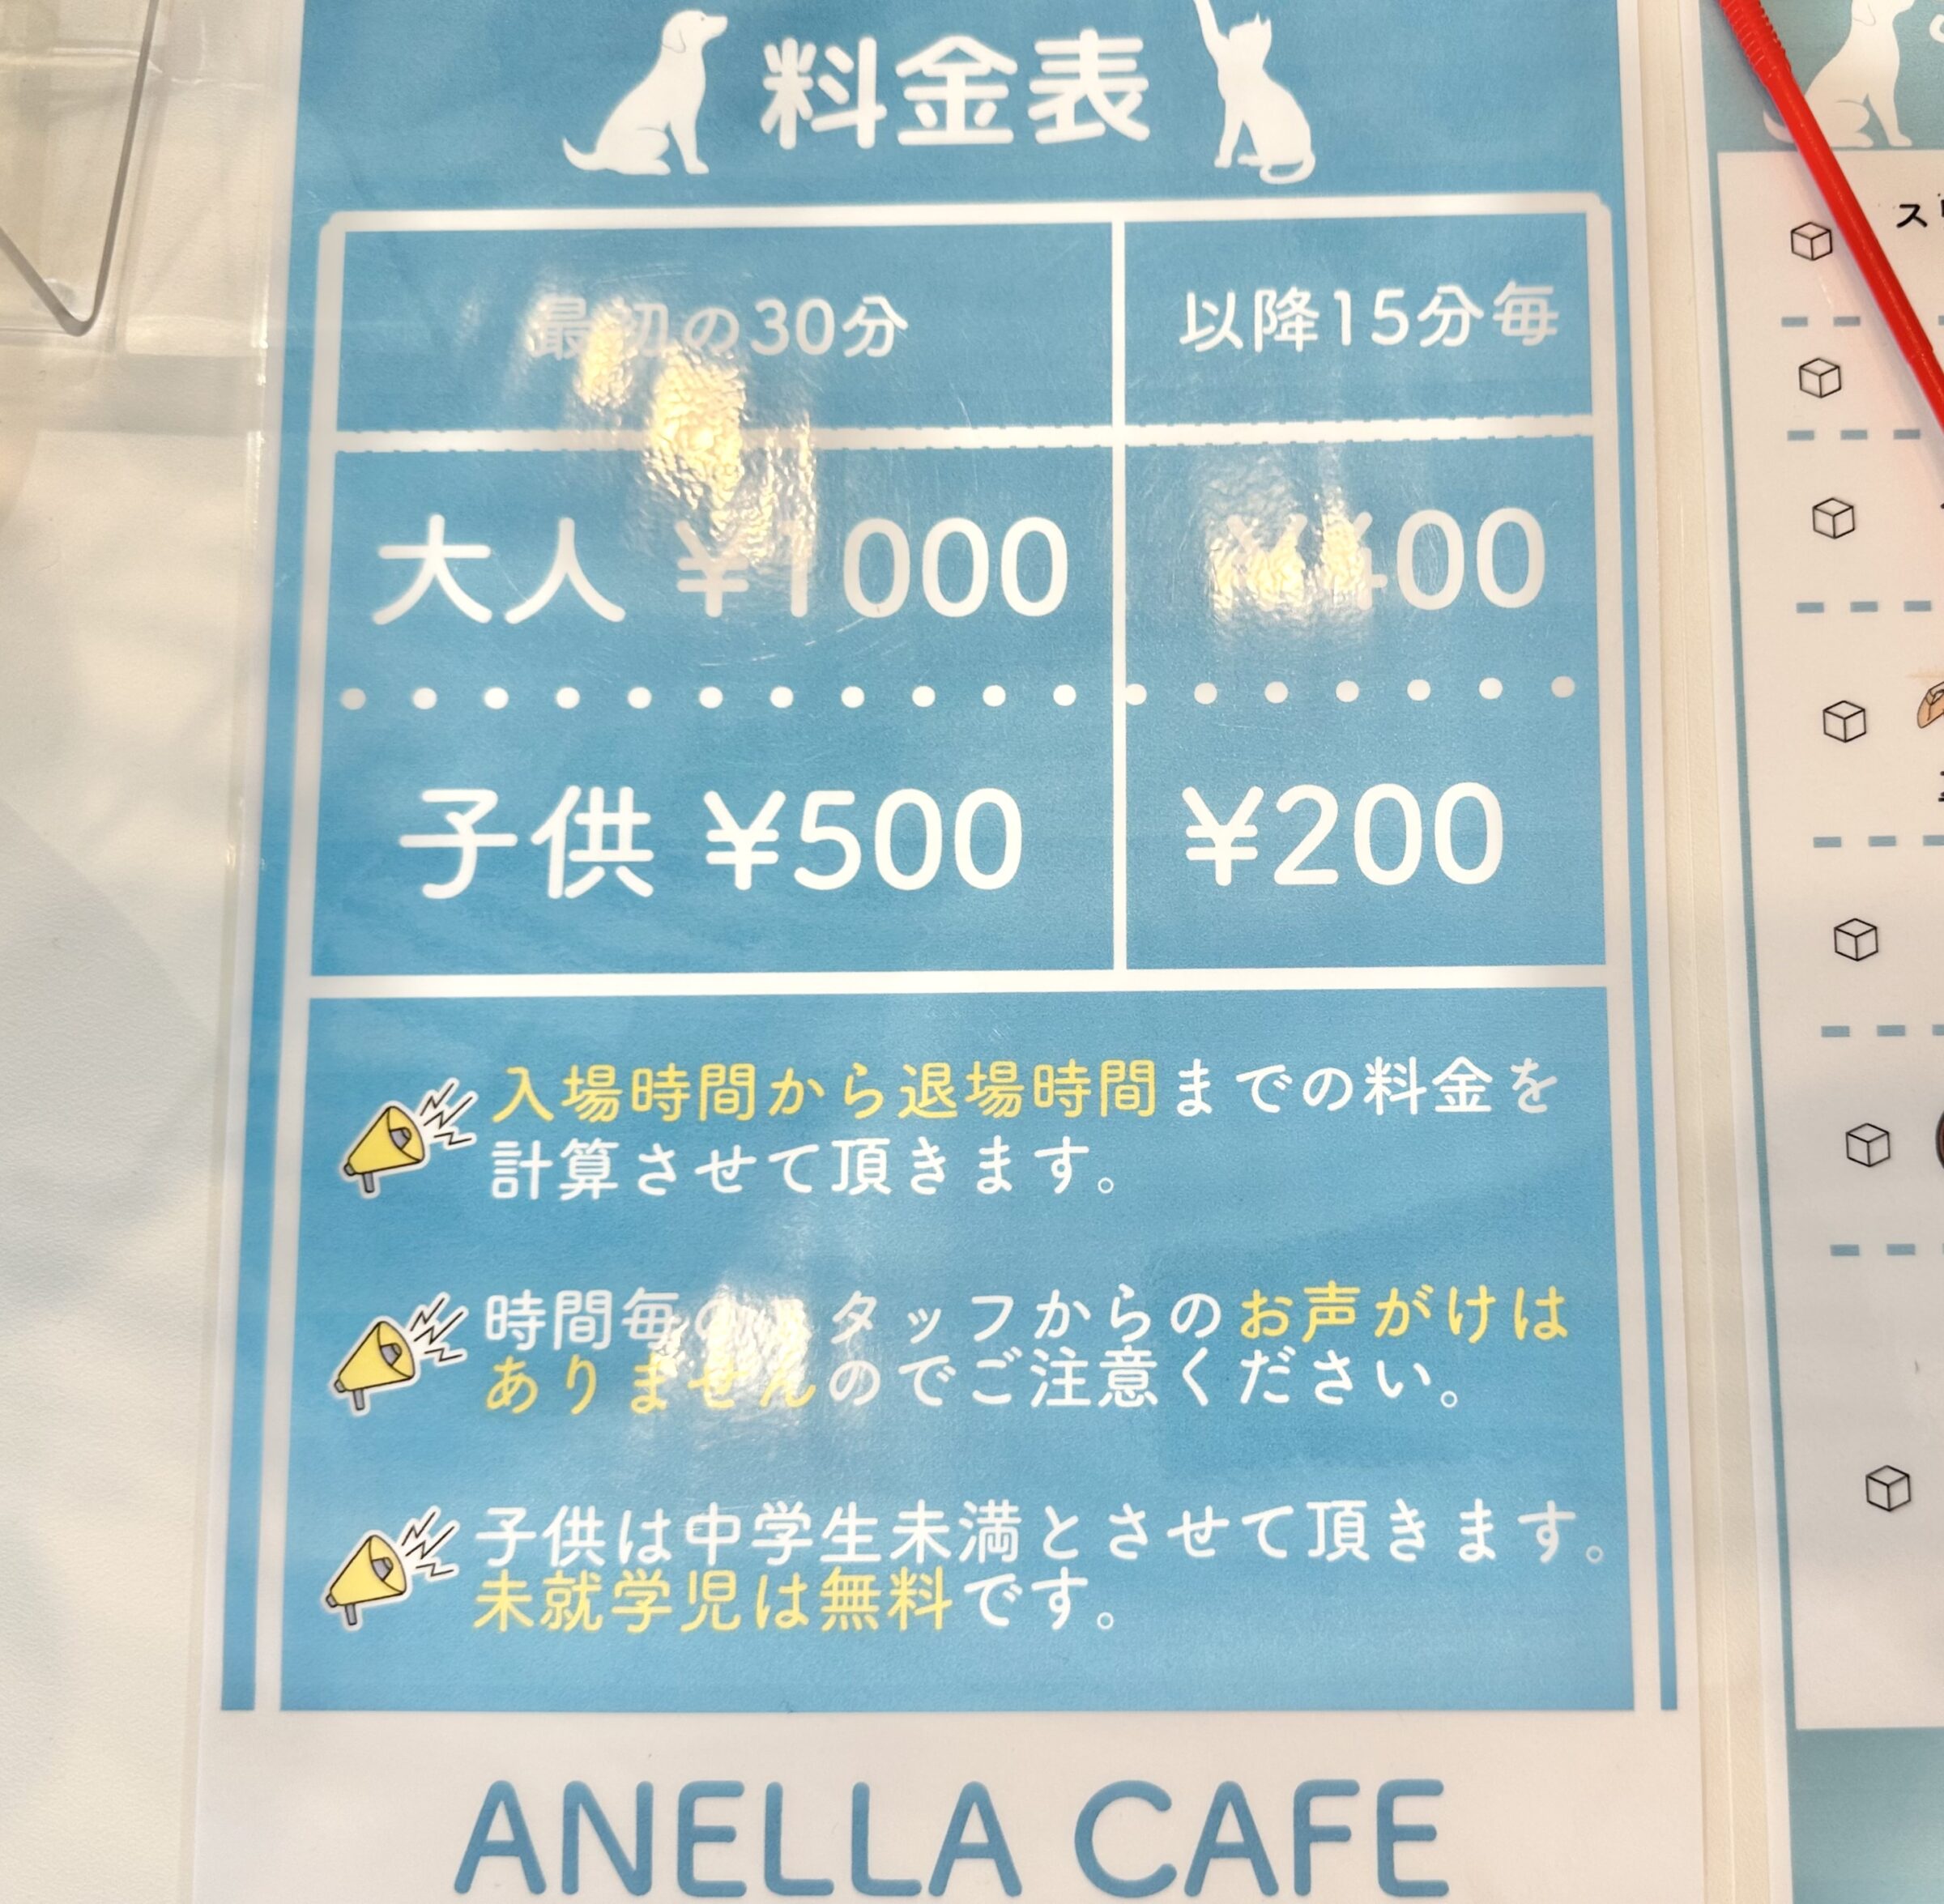 料金表
最初の30分
以降15分毎
大人 ¥1000
¥400
子供 ¥500
¥200
入場時間から退場時間までの料金を
計算させて頂きます。
時間毎のスタッフからのお声がけは
ありませんのでご注意ください。
子供は中学生未満とさせて頂きます。
未就学児は無料です。
ANELLA CAFE
ス